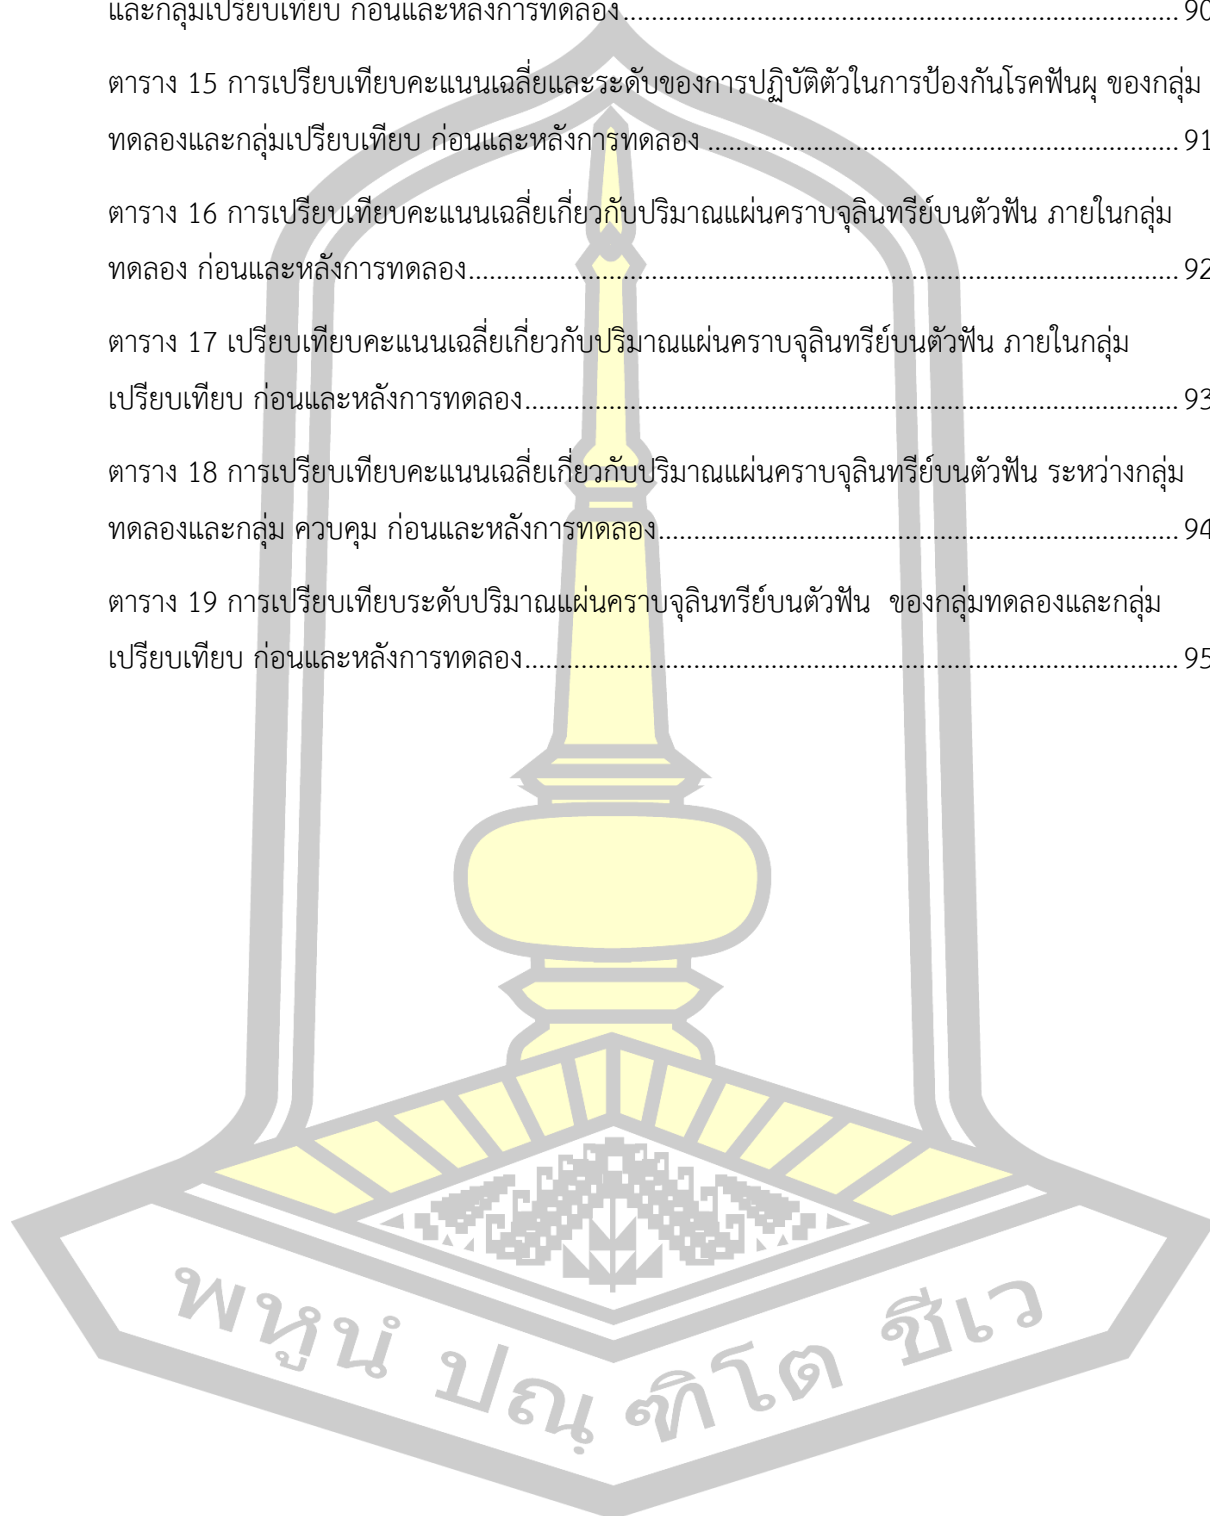 และกลุ่มเปรียบเทียบ ก่อนและหลังการทดลอง................................................................................ 90
ตาราง 15 การเปรียบเทียบคะแนนเฉลี่ยและระดับของการปฏิบัติตัวในการป้องกันโรคฟันผุ ของกลุ่ม
ทดลองและกลุ่มเปรียบเทียบ ก่อนและหลังการทดลอง .................................................................... 91
ตาราง 16 การเปรียบเทียบคะแนนเฉลี่ยเกี่ยวกับปริมาณแผ่นคราบจุลินทรีย์บนตัวฟัน ภายในกลุ่ม
ทดลอง ก่อนและหลังการทดลอง...................................................................................................... 92
ตาราง 17 เปรียบเทียบคะแนนเฉลี่ยเกี่ยวกับปริมาณแผ่นคราบจุลินทรีย์บนตัวฟัน ภายในกลุ่ม
เปรียบเทียบ ก่อนและหลังการทดลอง.............................................................................................. 93
ตาราง 18 การเปรียบเทียบคะแนนเฉลี่ยเกี่ยวกับปริมาณแผ่นคราบจุลินทรีย์บนตัวฟัน ระหว่างกลุ่ม
ทดลองและกลุ่ม ควบคุม ก่อนและหลังการทดลอง........................................................................... 94
ตาราง 19 การเปรียบเทียบระดับปริมาณแผ่นคราบจุลินทรีย์บนตัวฟัน  ของกลุ่มทดลองและกลุ่ม
เปรียบเทียบ ก่อนและหลังการทดลอง.............................................................................................. 95
พหูนํ ปณฺ ฑิโต ชีเว